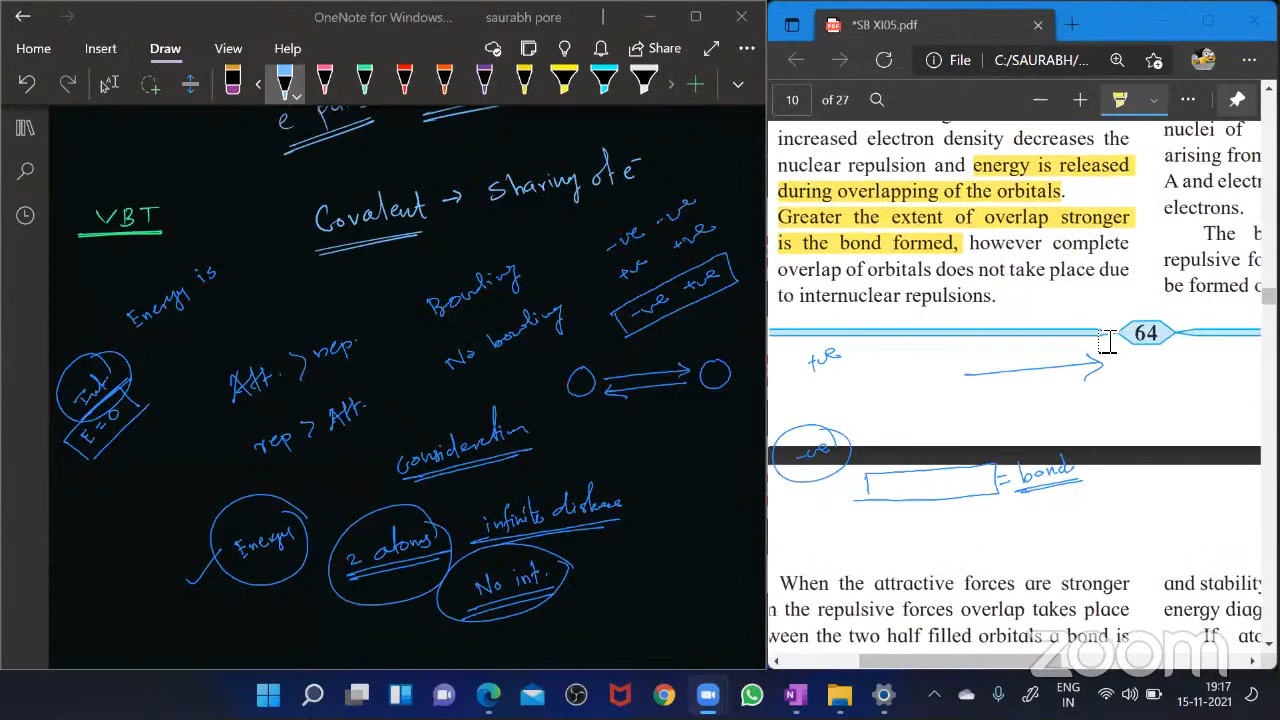 OneNote for Windows...
saurabh pore
Home
Insert
Draw
View
Help
Share
e
Covalent → sharing of e-
VBT
-ve -ve
+ve +ve
-ve +ve
Energy is
Bonding
No bonding
Att. > rep.
rep > Att.
Int.
E=0
consideration
Energy
2 atoms
infinite
No int.
*SB XI05.pdf
File
C:/SAURABH/...
10 of 27
increased electron density decreases the
nuclear repulsion and energy is released
during overlapping of the orbitals.
Greater the extent of overlap stronger
is the bond formed, however complete
overlap of orbitals does not take place due
to internuclear repulsions.
nuclei of
arising from
A and electr
electrons.
The b
repulsive fo
be formed o
64
+ve
-ve
= bond
When the attractive forces are stronger
n the repulsive forces overlap takes place
ween the two half filled orbitals a bond is
and stability
energy diag
If ato
zoom
ENG
IN
19:17
15-11-2021